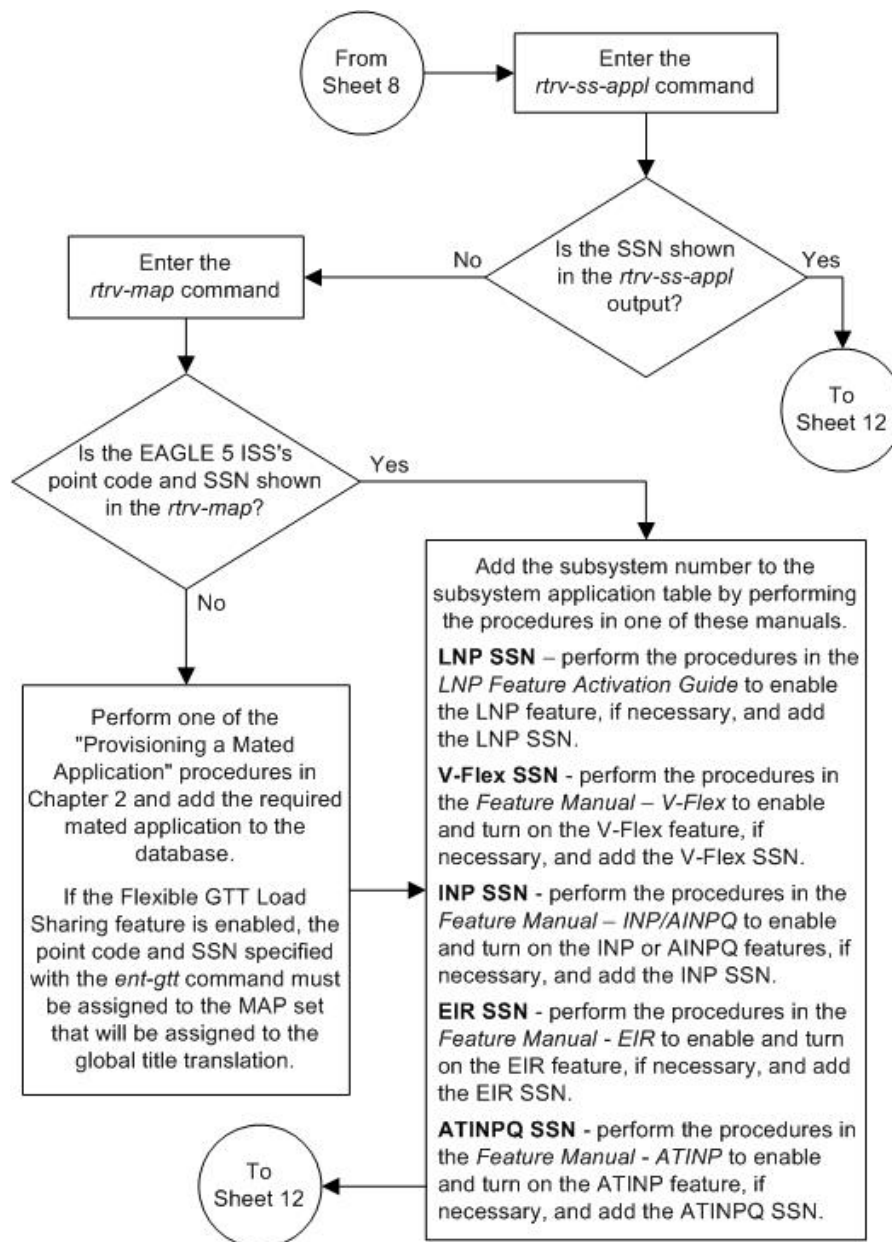 From
Sheet 8
Enter the
rtrv-ss-appl command
Is the SSN shown
in the rtrv-ss-appl
output?
No
Yes
Enter the
rtrv-map command
To
Sheet 12
Is the EAGLE 5 ISS's
point code and SSN shown
in the rtrv-map?
Yes
No
Perform one of the
"Provisioning a Mated
Application" procedures in
Chapter 2 and add the required
mated application to the
database.
If the Flexible GTT Load
Sharing feature is enabled, the
point code and SSN specified
with the ent-gtt command must
be assigned to the MAP set
that will be assigned to the
global title translation.
Add the subsystem number to the
subsystem application table by performing
the procedures in one of these manuals.
LNP SSN – perform the procedures in the
LNP Feature Activation Guide to enable
the LNP feature, if necessary, and add
the LNP SSN.
V-Flex SSN - perform the procedures in
the Feature Manual – V-Flex to enable
and turn on the V-Flex feature, if
necessary, and add the V-Flex SSN.
INP SSN - perform the procedures in the
Feature Manual – INP/AINPQ to enable
and turn on the INP or AINPQ features, if
necessary, and add the INP SSN.
EIR SSN - perform the procedures in the
Feature Manual - EIR to enable and turn
on the EIR feature, if necessary, and add
the EIR SSN.
ATINPQ SSN - perform the procedures in
the Feature Manual - ATINP to enable
and turn on the ATINP feature, if
necessary, and add the ATINPQ SSN.
To
Sheet 12